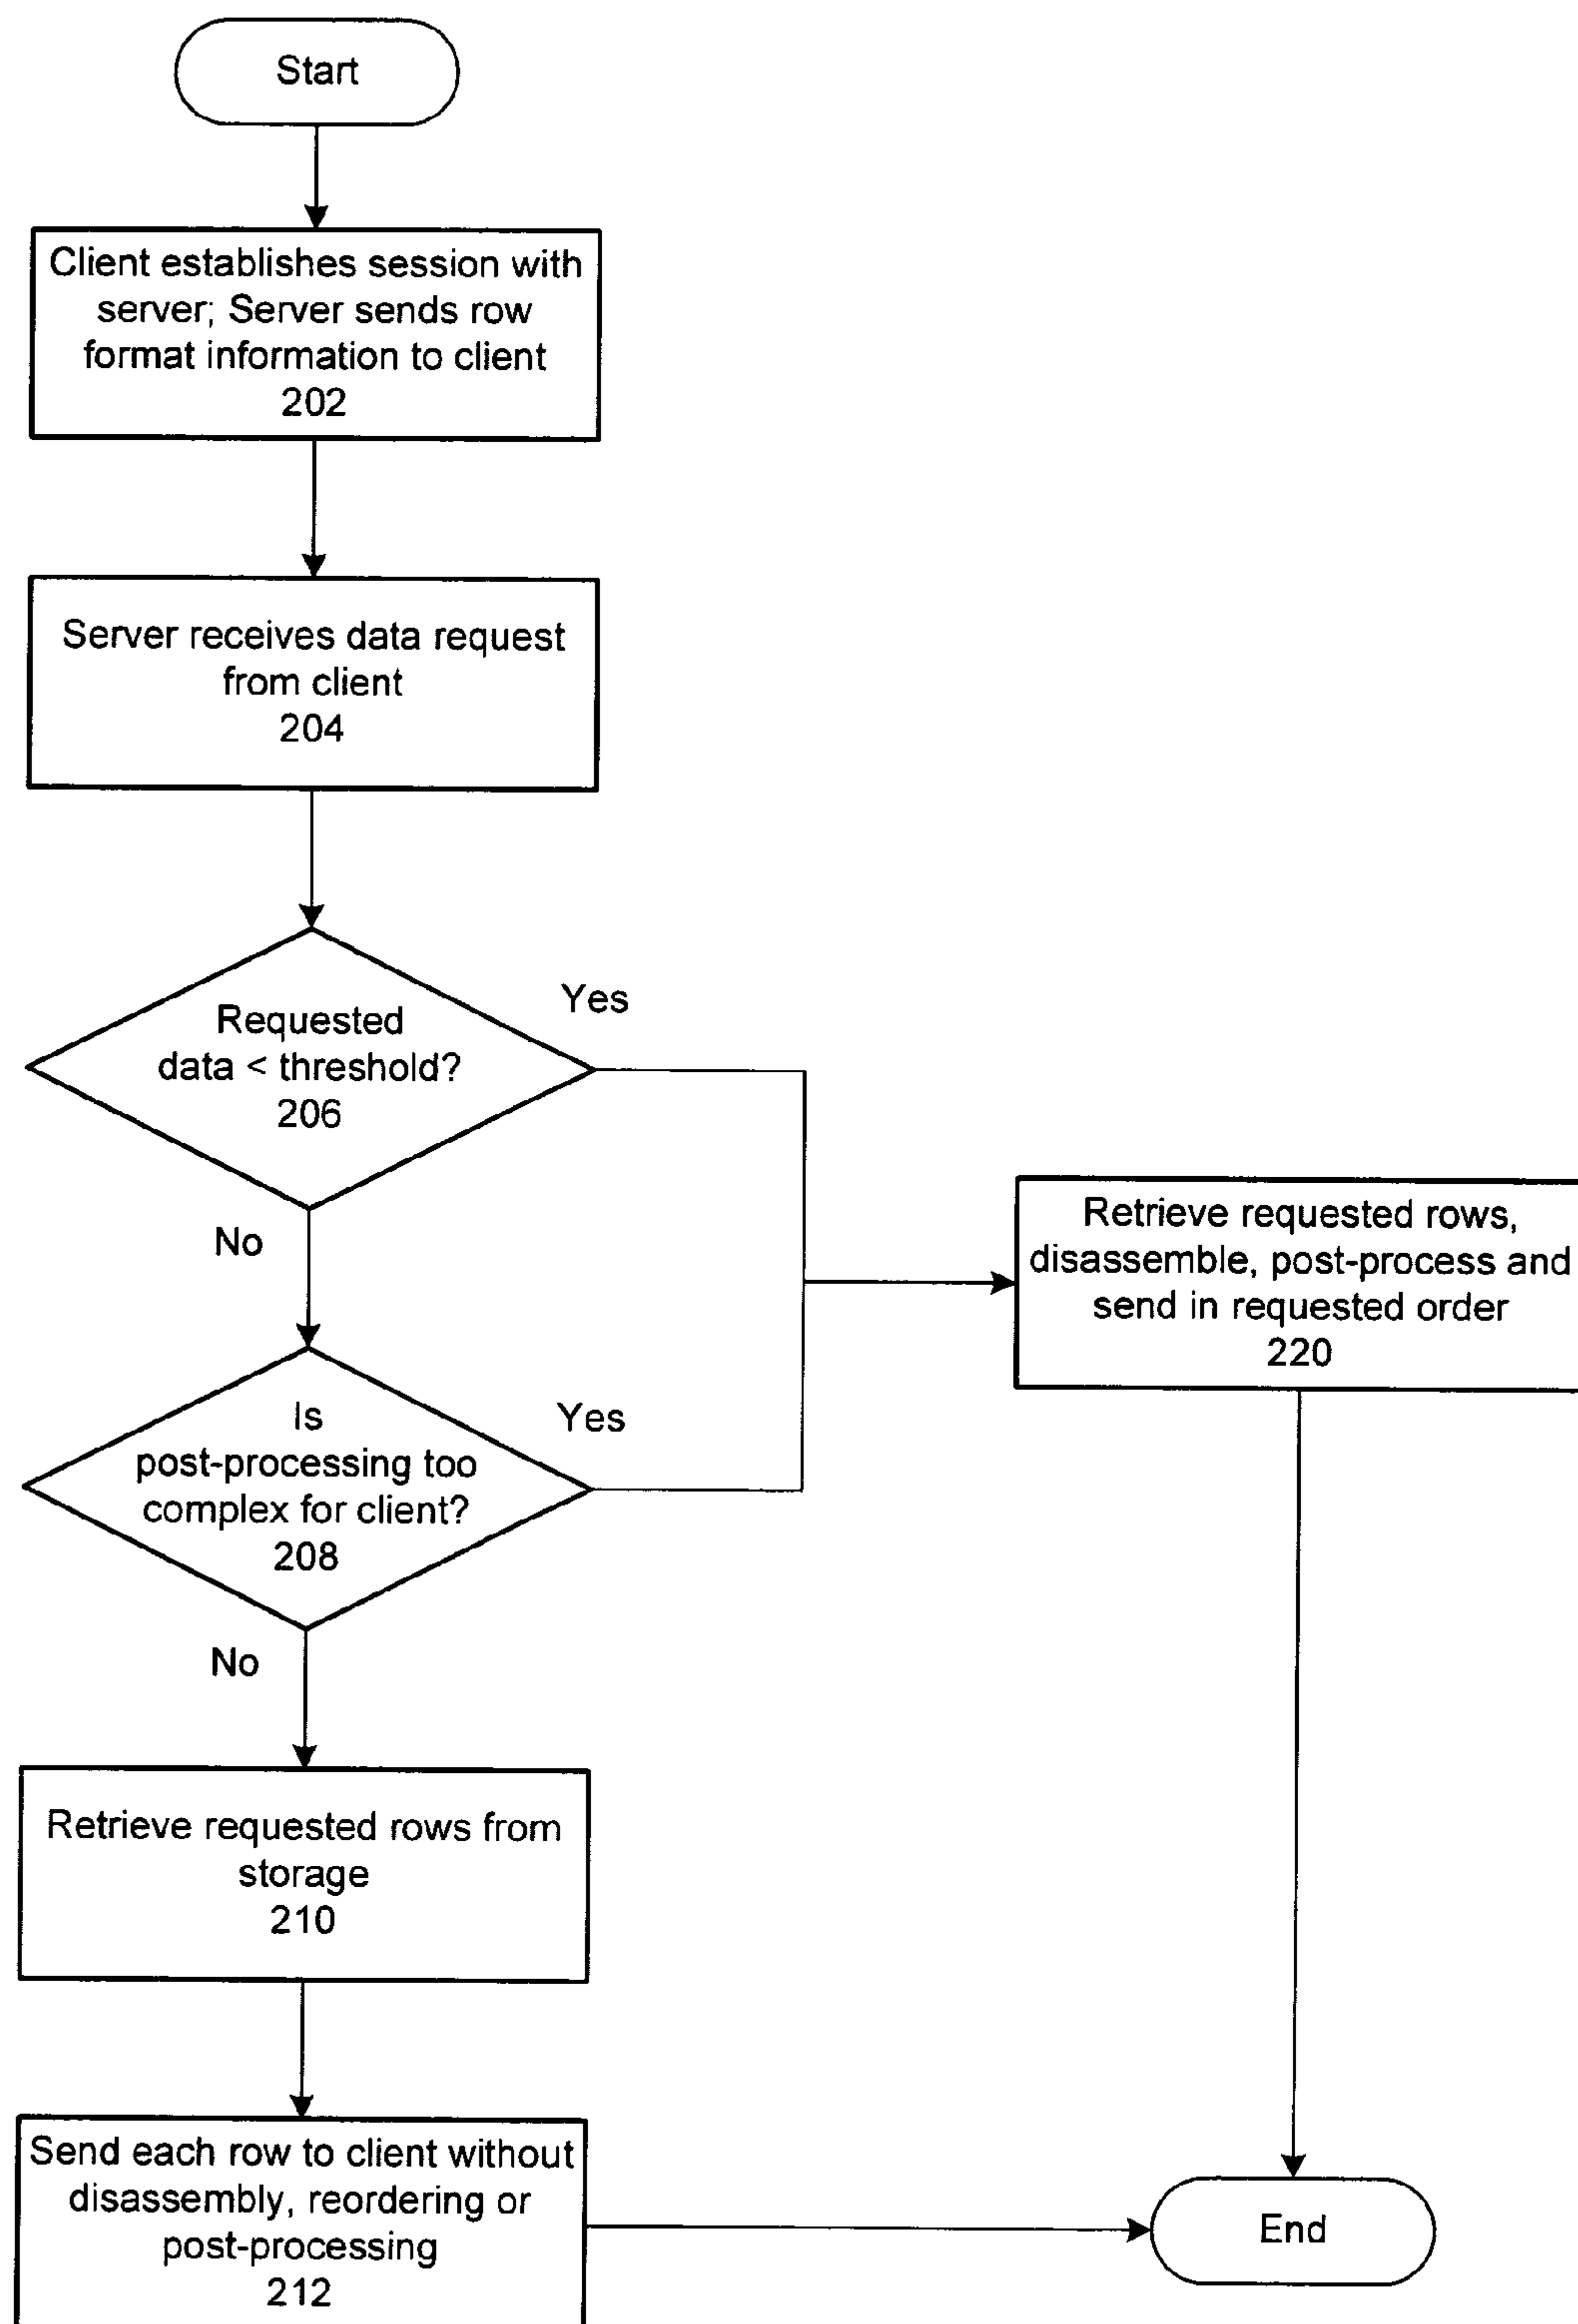 Start
Client establishes session with
server; Server sends row
format information to client
202
Server receives data request
from client
204
Requested
data < threshold?
206
Yes
No
Retrieve requested rows,
disassemble, post-process and
send in requested order
220
Is
post-processing too
complex for client?
208
Yes
No
Retrieve requested rows from
storage
210
Send each row to client without
disassembly, reordering or
post-processing
212
End